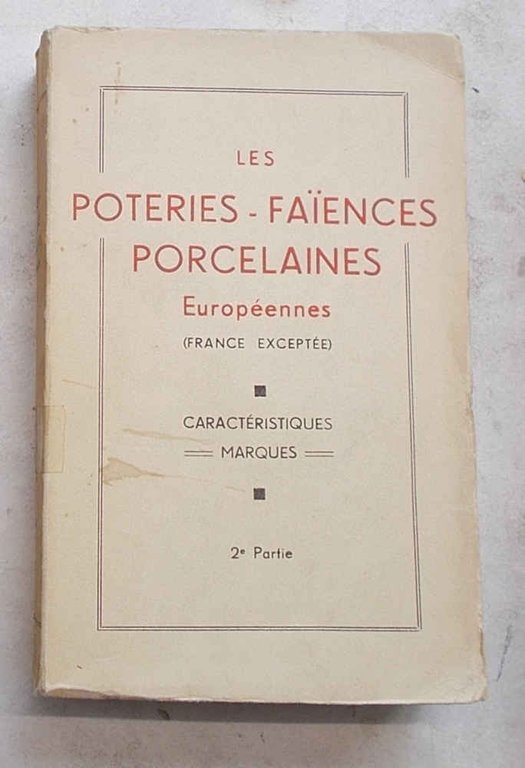 LES
POTERIES - FAÏENCES
PORCELAINES
Européennes
(FRANCE EXCEPTÉE)
CARACTÉRISTIQUES
MARQUES
2e Partie